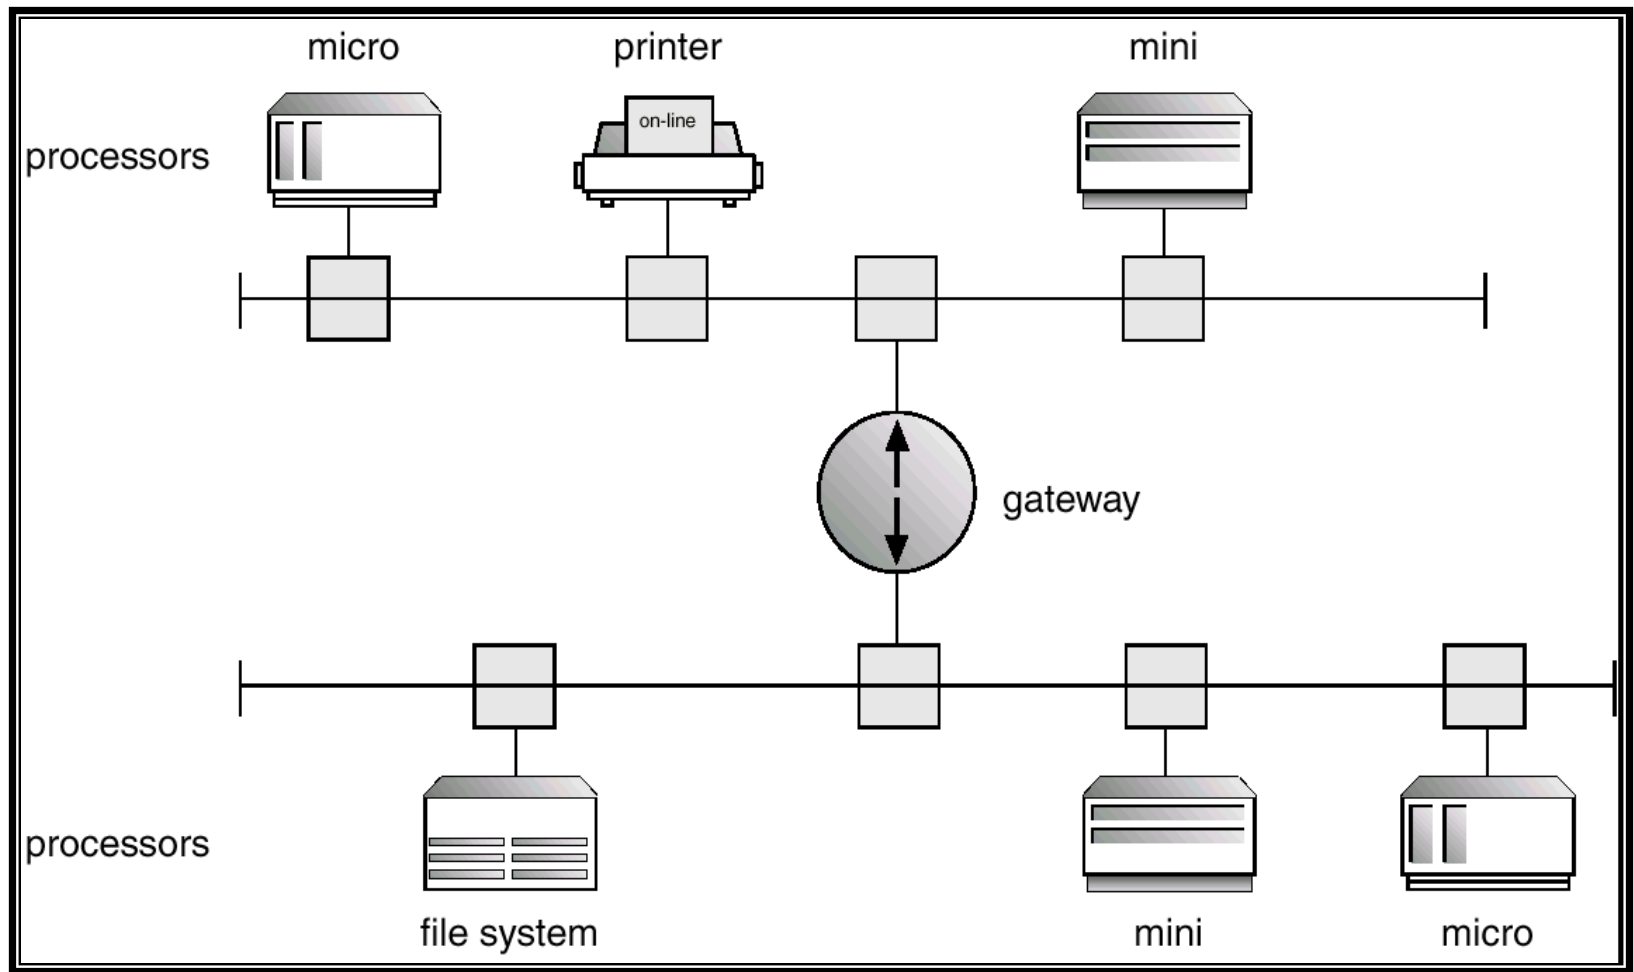 micro
printer
mini
on-line
processors
gateway
processors
file system
mini
micro